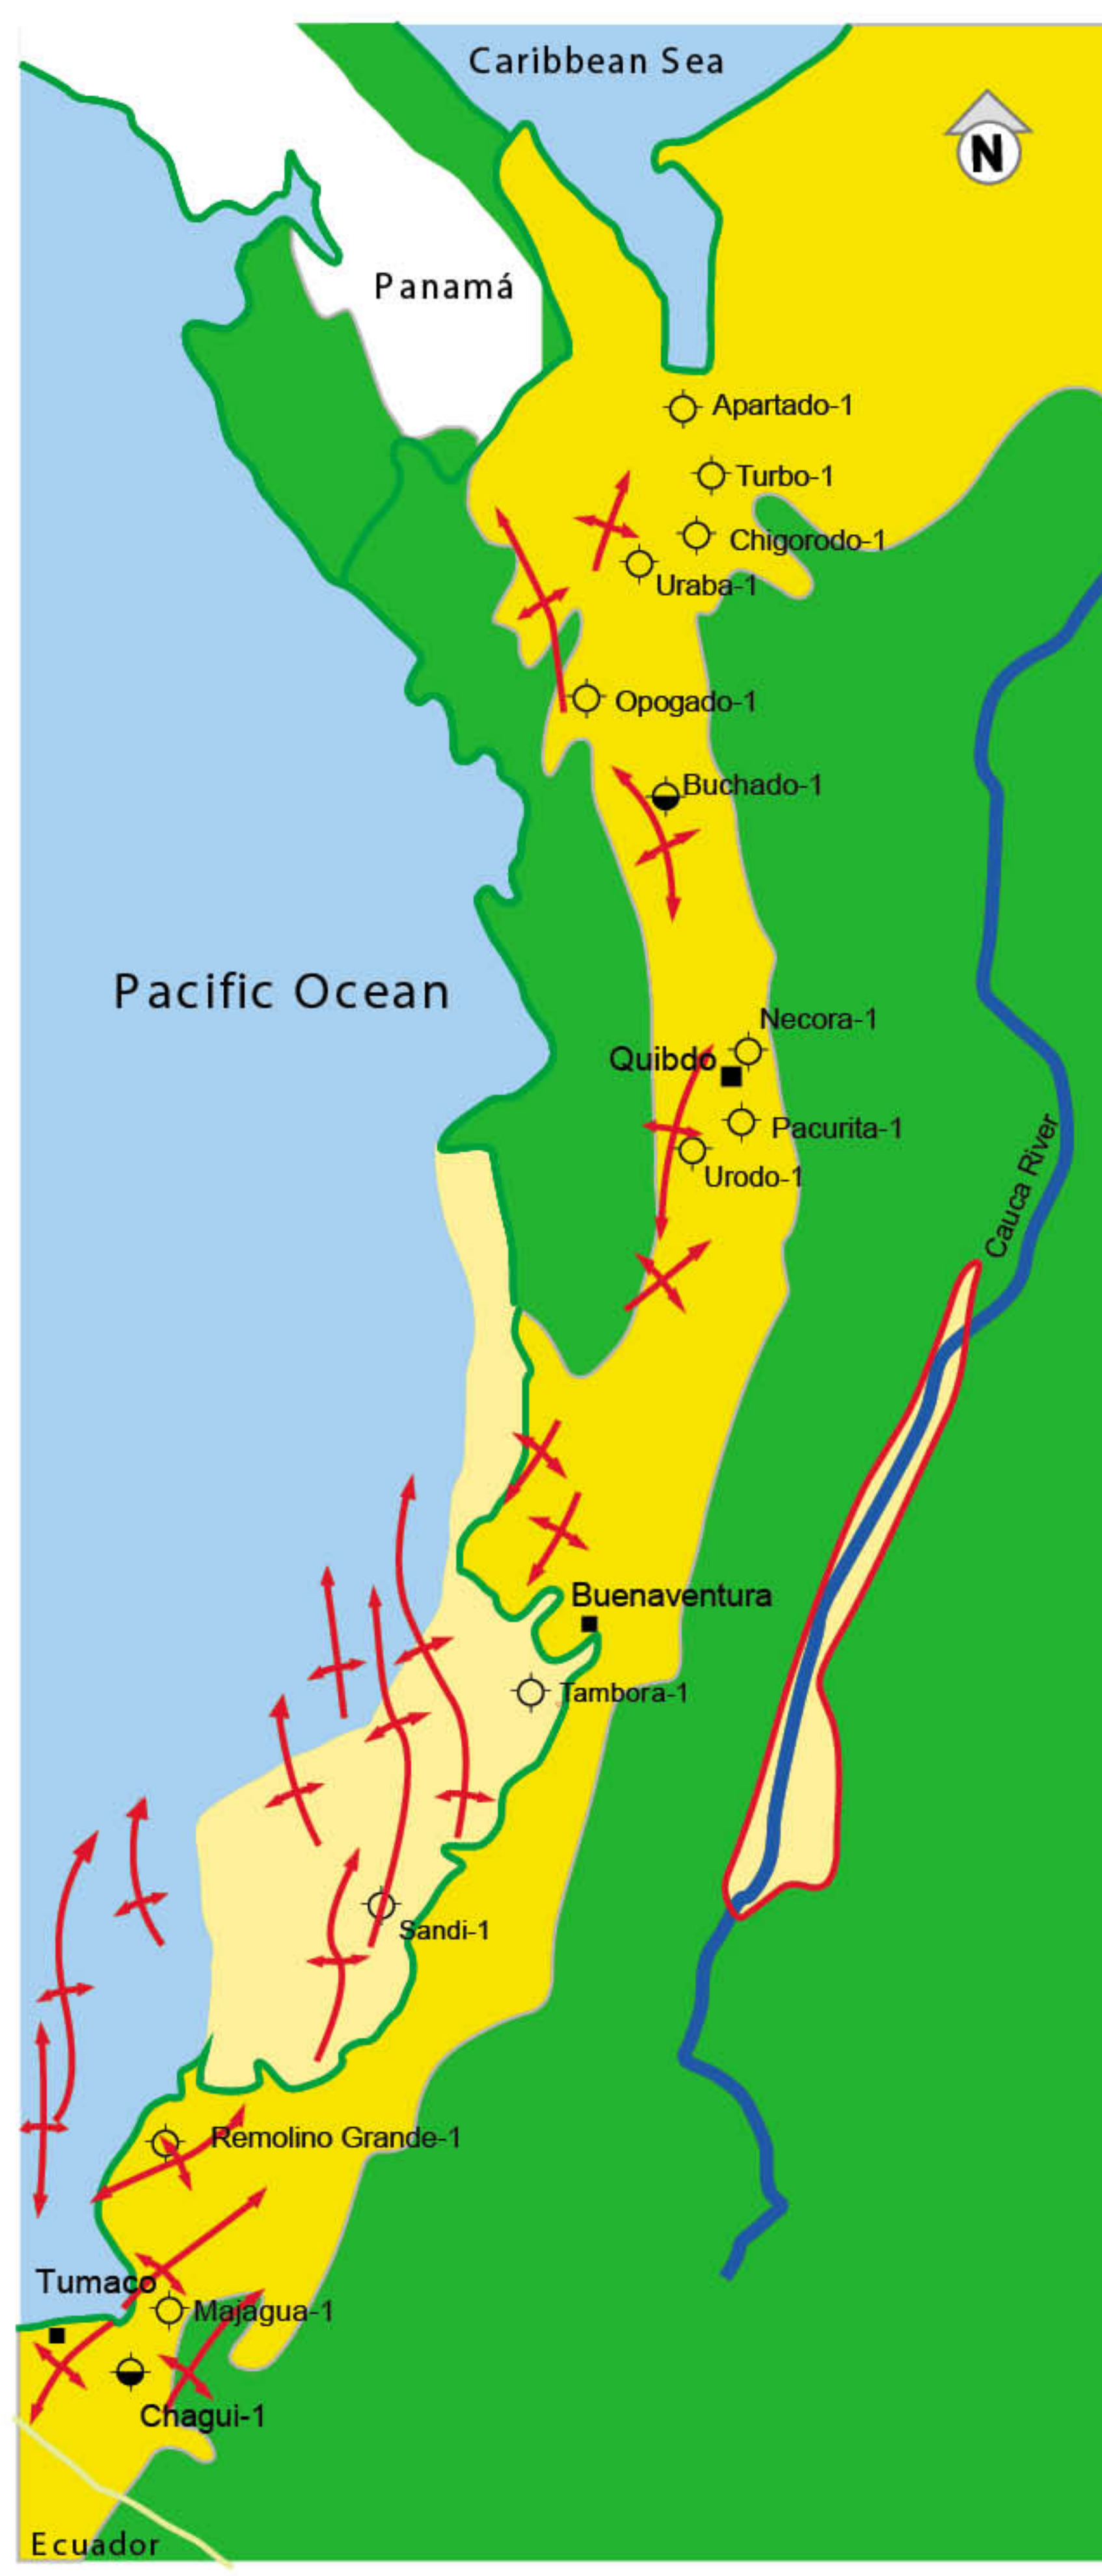 Caribbean Sea
N
Panamá
Apartado-1
Turbo-1
Chigorodo-1
Uraba-1
Opogado-1
Buchado-1
Pacific Ocean
Necora-1
Quibdo
Pacurita-1
Urodo-1
Cauca River
Buenaventura
Tambora-1
Sandi-1
Remolino Grande-1
Tumaco
Majagua-1
Chagui-1
Ecuador